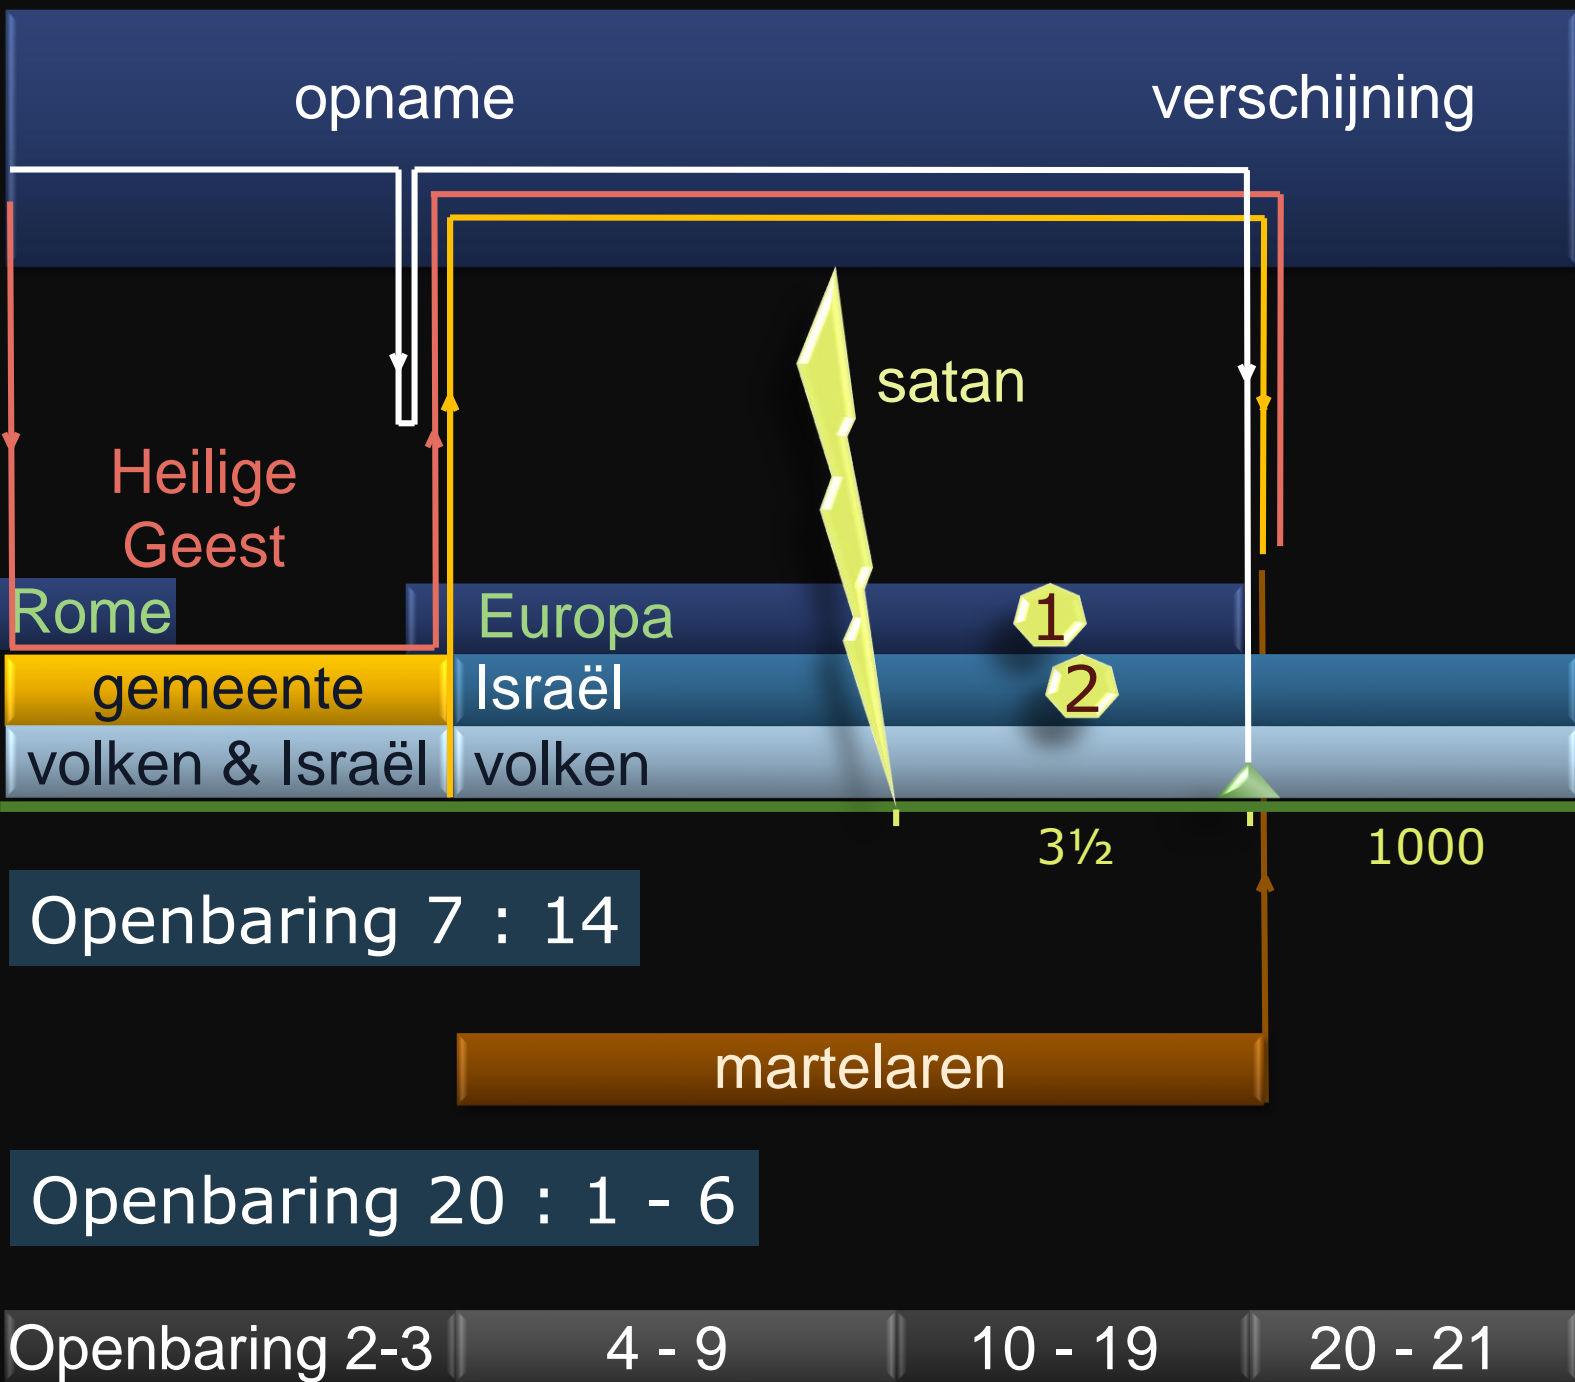 opname
verschijning
satan
Heilige
Geest
Rome
Europa
1
gemeente
Israël
2
volken & Israël
volken
3½
1000
Openbaring 7 : 14
martelaren
Openbaring 20 : 1 - 6
Openbaring 2-3
4 - 9
10 - 19
20 - 21